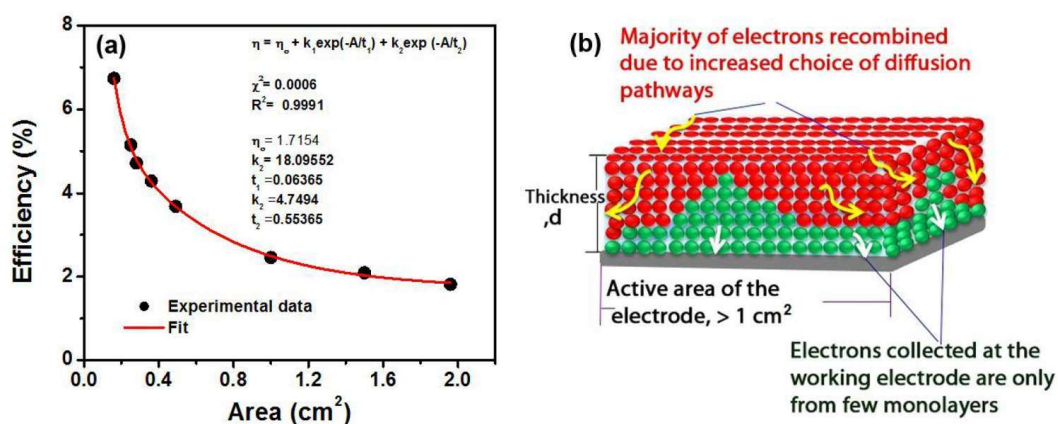 (a)
η = ηₒ + k₁exp(-A/t₁) + k₂exp (-A/t₂)
χ²= 0.0006
R²= 0.9991
ηₒ= 1.7154
k₂= 18.09552
t₁= 0.06365
k₂=4.7494
t₂=0.55365
Experimental data
Fit
8
6
4
2
0
Efficiency (%)
0.0 0.4 0.8 1.2 1.6 2.0
Area (cm²)
(b)
Majority of electrons recombined
due to increased choice of diffusion
pathways
Thickness
,d
Active area of the
electrode, > 1 cm²
Electrons collected at the
working electrode are only
from few monolayers